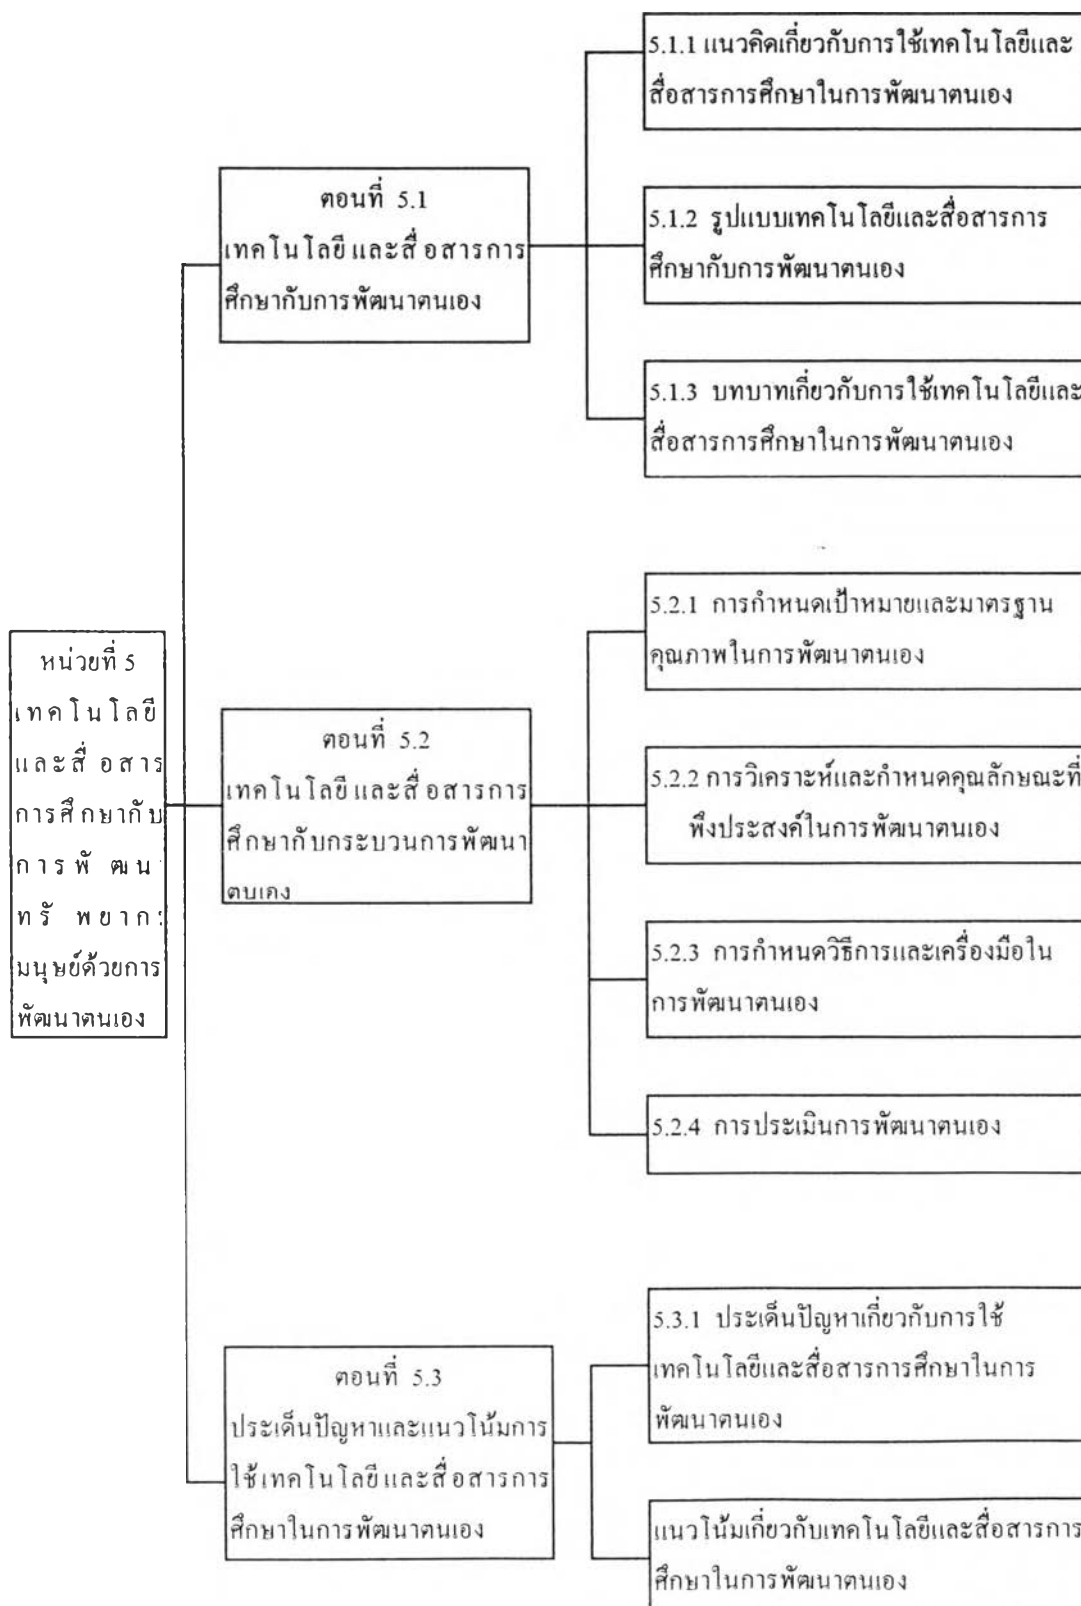 หน่วยที่ 5
เทคโนโลยี
และสื่อสาร
การศึกษากับ
การพัฒนา
ทรัพยากร
มนุษย์ด้วยการ
พัฒนาตนเอง
ตอนที่ 5.1
เทคโนโลยีและสื่อสารการ
ศึกษากับการพัฒนาตนเอง
5.1.1 แนวคิดเกี่ยวกับการใช้เทคโนโลยีและ
สื่อสารการศึกษาในการพัฒนาตนเอง
5.1.2 รูปแบบเทคโนโลยีและสื่อสารการ
ศึกษากับการพัฒนาตนเอง
5.1.3 บทบาทเกี่ยวกับการใช้เทคโนโลยีและ
สื่อสารการศึกษาในการพัฒนาตนเอง
ตอนที่ 5.2
เทคโนโลยีและสื่อสารการ
ศึกษากับกระบวนการพัฒนา
ตนเอง
5.2.1 การกำหนดเป้าหมายและมาตรฐาน
คุณภาพในการพัฒนาตนเอง
5.2.2 การวิเคราะห์และกำหนดคุณลักษณะที่
พึงประสงค์ในการพัฒนาตนเอง
5.2.3 การกำหนดวิธีการและเครื่องมือใน
การพัฒนาตนเอง
5.2.4 การประเมินการพัฒนาตนเอง
ตอนที่ 5.3
ประเด็นปัญหาและแนวโน้มการ
ใช้เทคโนโลยีและสื่อสารการ
ศึกษาในการพัฒนาตนเอง
5.3.1 ประเด็นปัญหาเกี่ยวกับการใช้
เทคโนโลยีและสื่อสารการศึกษาในการ
พัฒนาตนเอง
แนวโน้มเกี่ยวกับเทคโนโลยีและสื่อสารการ
ศึกษาในการพัฒนาตนเอง